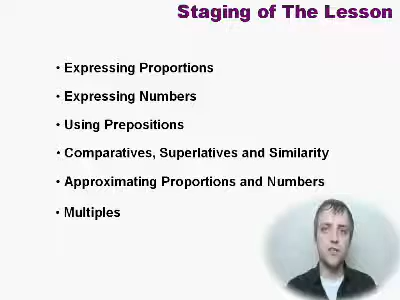 Staging of The Lesson
• Expressing Proportions
• Expressing Numbers
• Using Prepositions
• Comparatives, Superlatives and Similarity
• Approximating Proportions and Numbers
• Multiples